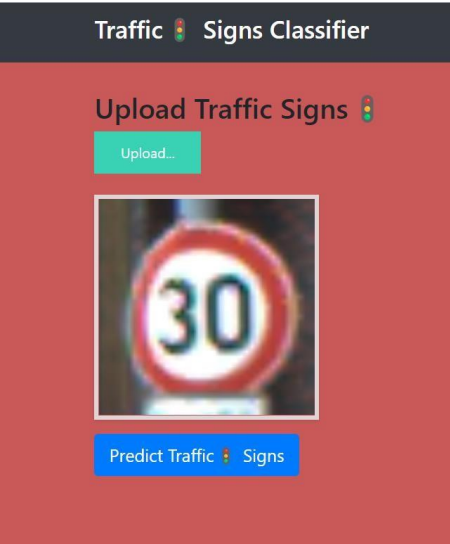 Traffic 🚦 Signs Classifier
Upload Traffic Signs 🚦
Upload...
30
Predict Traffic 🚦 Signs